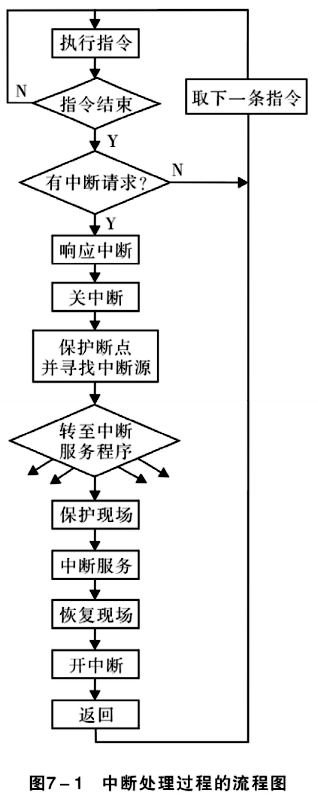 执行指令
N
指令结束
取下一条指令
Y
有中断请求?
N
Y
响应中断
关中断
保护断点
并寻找中断源
转至中断
服务程序
保护现场
中断服务
恢复现场
开中断
返回
图7-1 中断处理过程的流程图